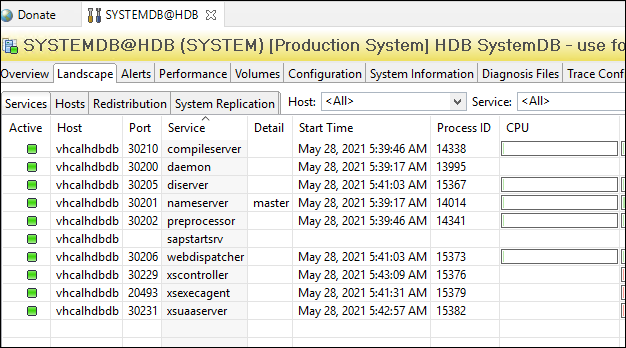 Donate SYSTEMDB@HDB
SYSTEMDB@HDB (SYSTEM) [Production System] HDB SystemDB - use fo
Overview Landscape Alerts Performance Volumes Configuration System Information Diagnosis Files Trace Conf
Services Hosts Redistribution System Replication Host: <All> Service: <All>
Active Host Port Service Detail Start Time Process ID CPU
vhcalhdbdb 30210 compileserver May 28, 2021 5:39:46 AM 14338
vhcalhdbdb 30200 daemon May 28, 2021 5:39:17 AM 13995
vhcalhdbdb 30205 diserver May 28, 2021 5:41:03 AM 15367
vhcalhdbdb 30201 nameserver master May 28, 2021 5:39:17 AM 14014
vhcalhdbdb 30202 preprocessor May 28, 2021 5:39:46 AM 14341
vhcalhdbdb sapstartsrv
vhcalhdbdb 30206 webdispatcher May 28, 2021 5:41:03 AM 15373
vhcalhdbdb 30229 xscontroller May 28, 2021 5:43:09 AM 15376
vhcalhdbdb 20493 xsexecagent May 28, 2021 5:41:31 AM 15379
vhcalhdbdb 30231 xsuaaserver May 28, 2021 5:42:57 AM 15382